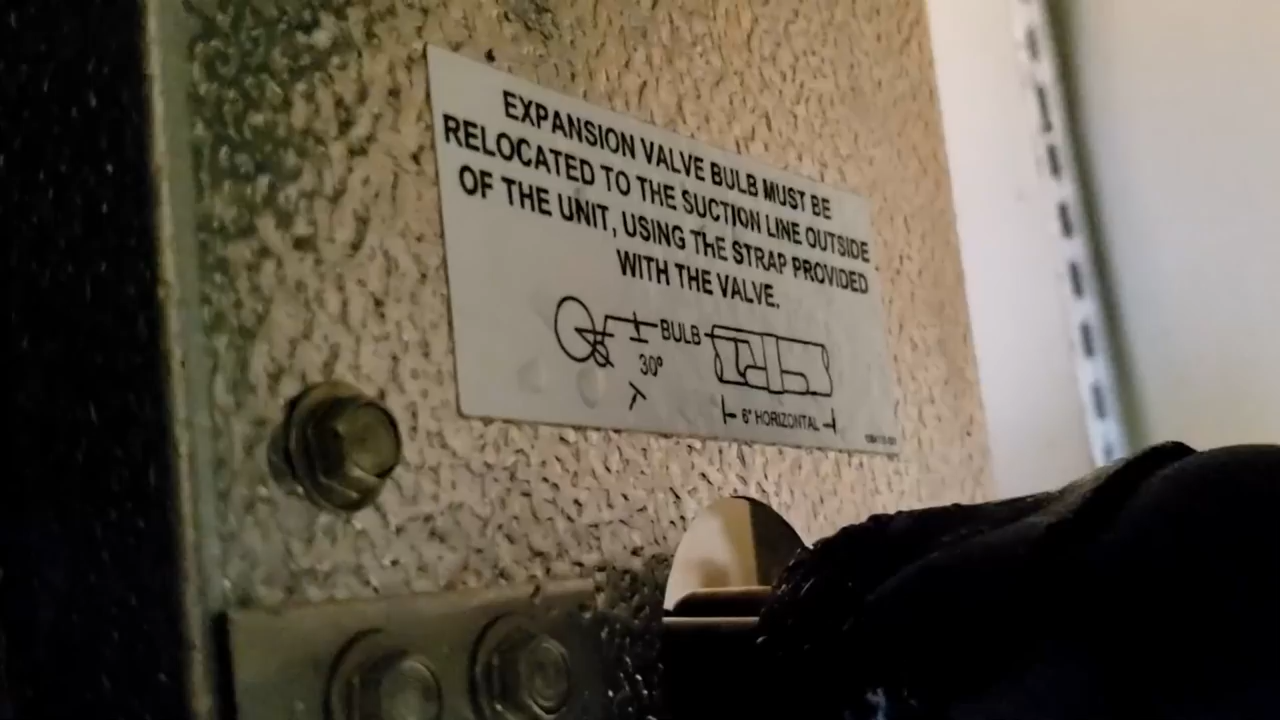 EXPANSION VALVE BULB MUST BE
RELOCATED TO THE SUCTION LINE OUTSIDE
OF THE UNIT, USING THE STRAP PROVIDED
WITH THE VALVE.
BULB
30°
6" HORIZONTAL